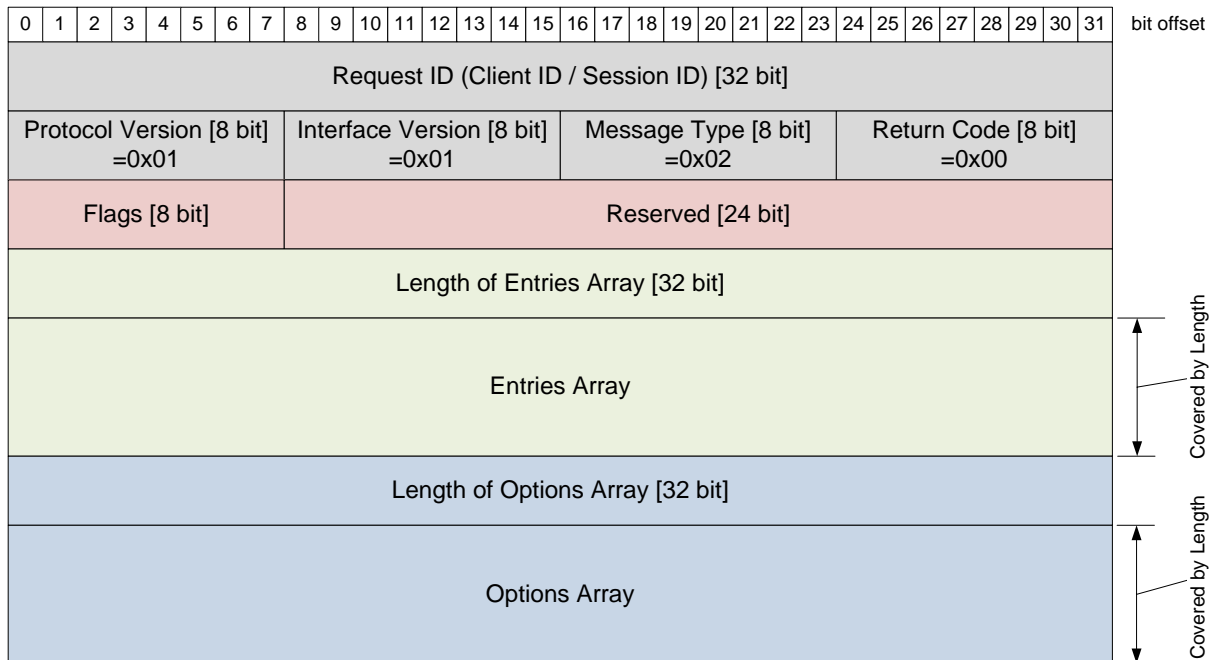 0 1 2 3 4 5 6 7 8 9 10 11 12 13 14 15 16 17 18 19 20 21 22 23 24 25 26 27 28 29 30 31 bit offset
Request ID (Client ID / Session ID) [32 bit]
Protocol Version [8 bit] Interface Version [8 bit] Message Type [8 bit] Return Code [8 bit]
=0x01 =0x01 =0x02 =0x00
Flags [8 bit] Reserved [24 bit]
Length of Entries Array [32 bit]
Entries Array
Covered by Length
Length of Options Array [32 bit]
Options Array
Covered by Length